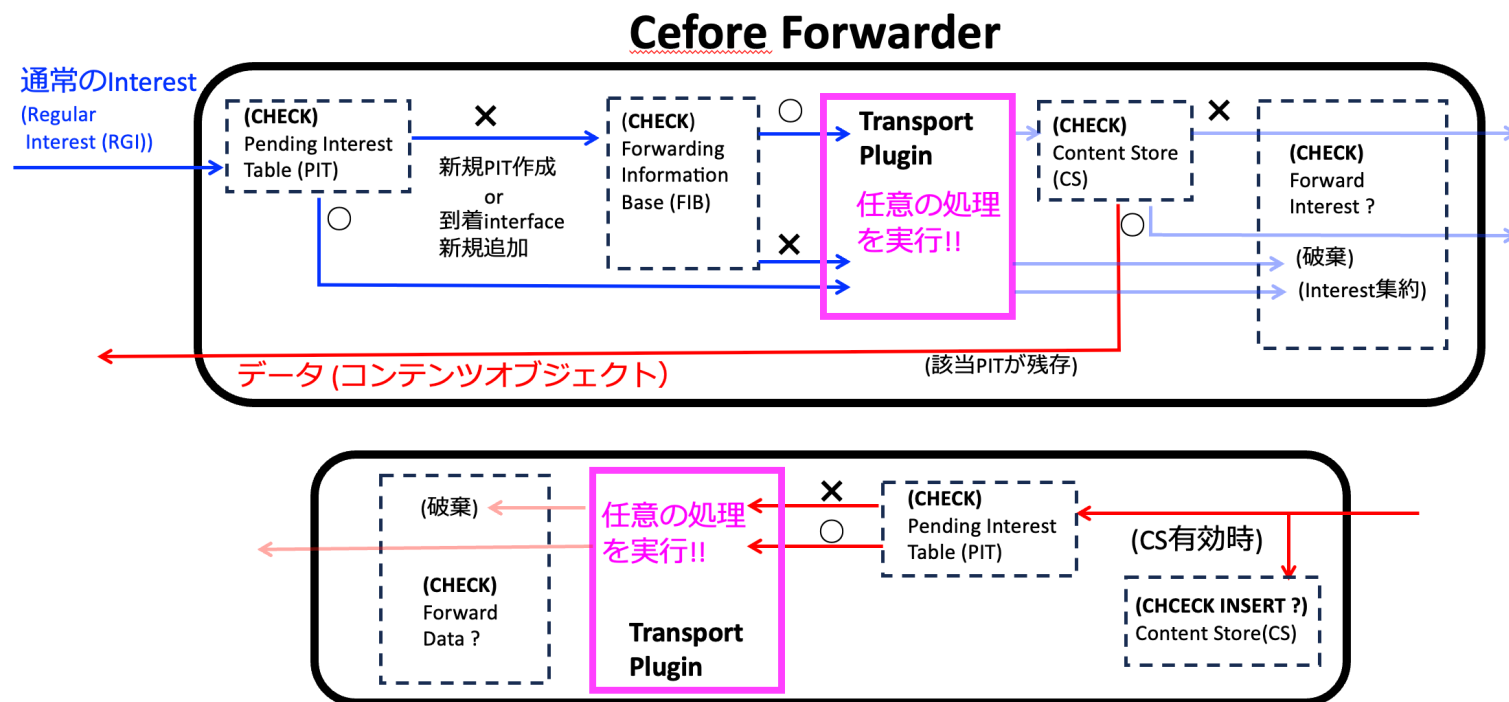 Cefore Forwarder
通常のInterest
(Regular
Interest (RGI))
(CHECK)
Pending Interest
Table (PIT)
○
×
新規PIT作成
or
到着interface
新規追加
(CHECK)
Forwarding
Information
Base (FIB)
○
×
Transport
Plugin
任意の処理
を実行!!
(CHECK)
Content Store
(CS)
×
○
(CHECK)
Forward
Interest ?
(破棄)
(Interest集約)
データ (コンテンツオブジェクト）
(該当PITが残存)
(破棄)
(CHECK)
Forward
Data ?
任意の処理
を実行!!
Transport
Plugin
×
○
(CHECK)
Pending Interest
Table (PIT)
(CS有効時)
(CHCECK INSERT ?)
Content Store(CS)